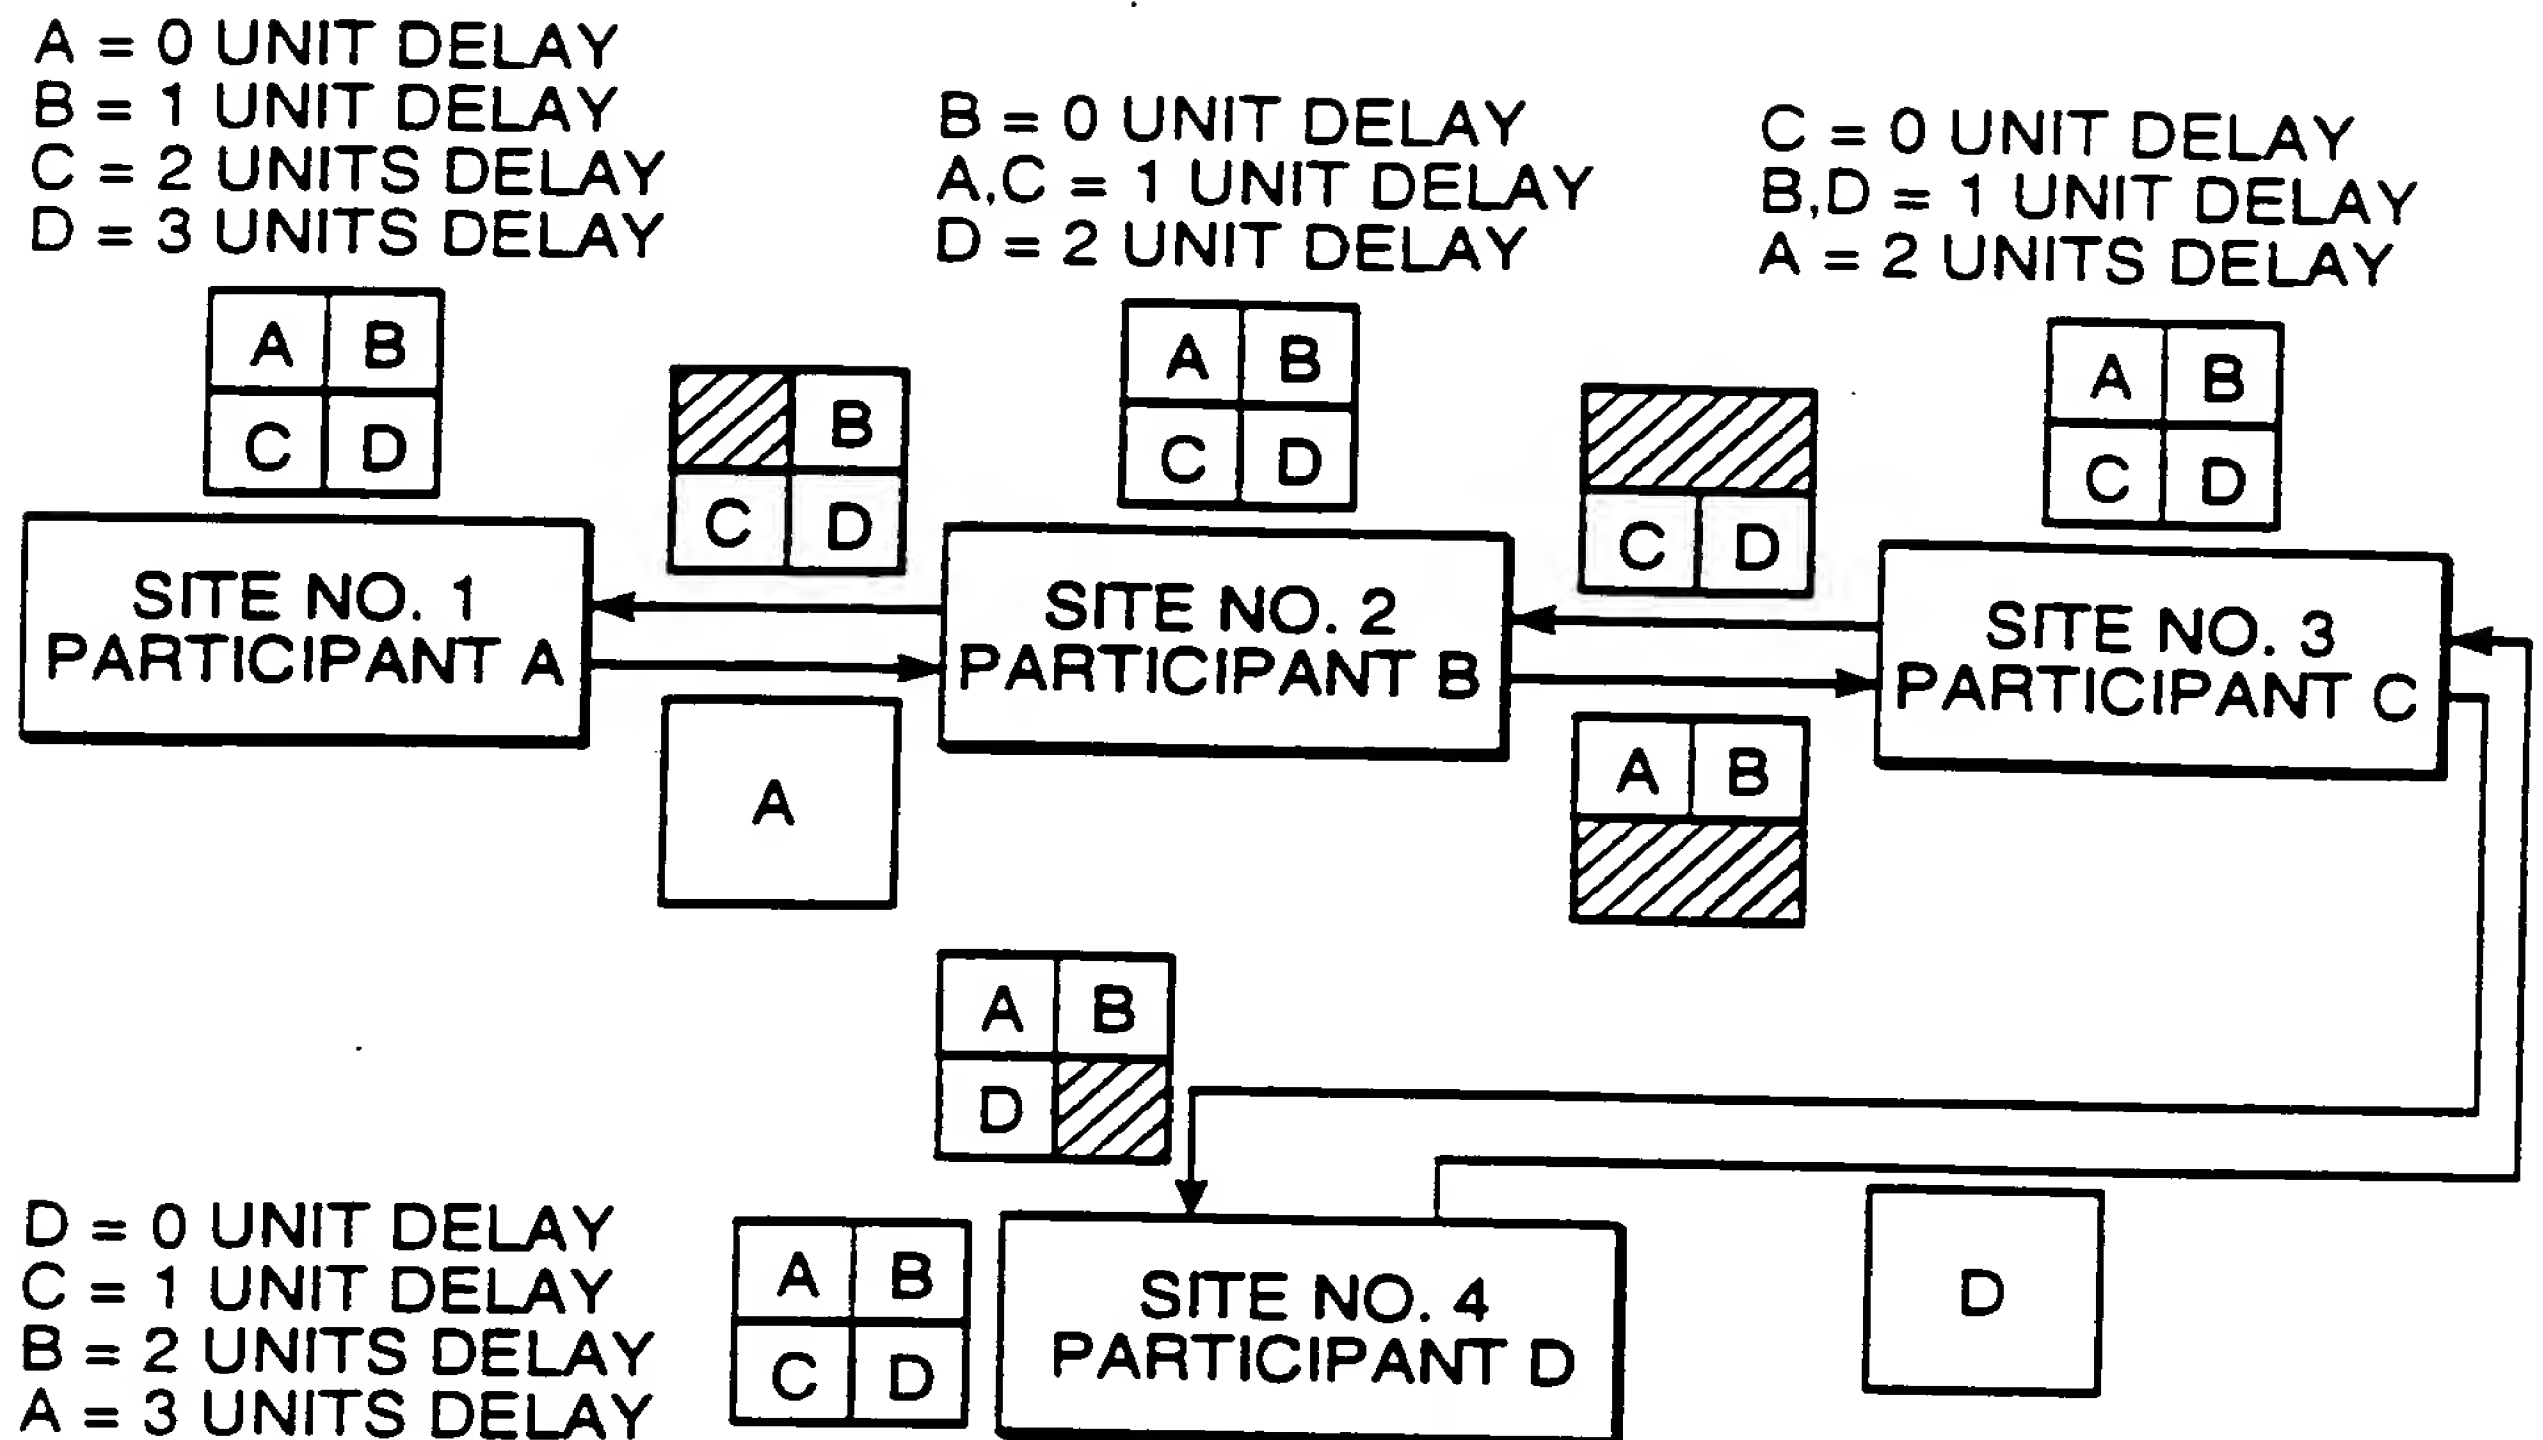 A = 0 UNIT DELAY
B = 1 UNIT DELAY
C = 2 UNITS DELAY
D = 3 UNITS DELAY
B = 0 UNIT DELAY
A,C = 1 UNIT DELAY
D = 2 UNIT DELAY
C = 0 UNIT DELAY
B,D = 1 UNIT DELAY
A = 2 UNITS DELAY
A B
C D
B
C D
A B
C D
C D
A B
C D
SITE NO. 1
PARTICIPANT A
SITE NO. 2
PARTICIPANT B
SITE NO. 3
PARTICIPANT C
A
A B
A B
D
D = 0 UNIT DELAY
C = 1 UNIT DELAY
B = 2 UNITS DELAY
A = 3 UNITS DELAY
A B
C D
SITE NO. 4
PARTICIPANT D
D